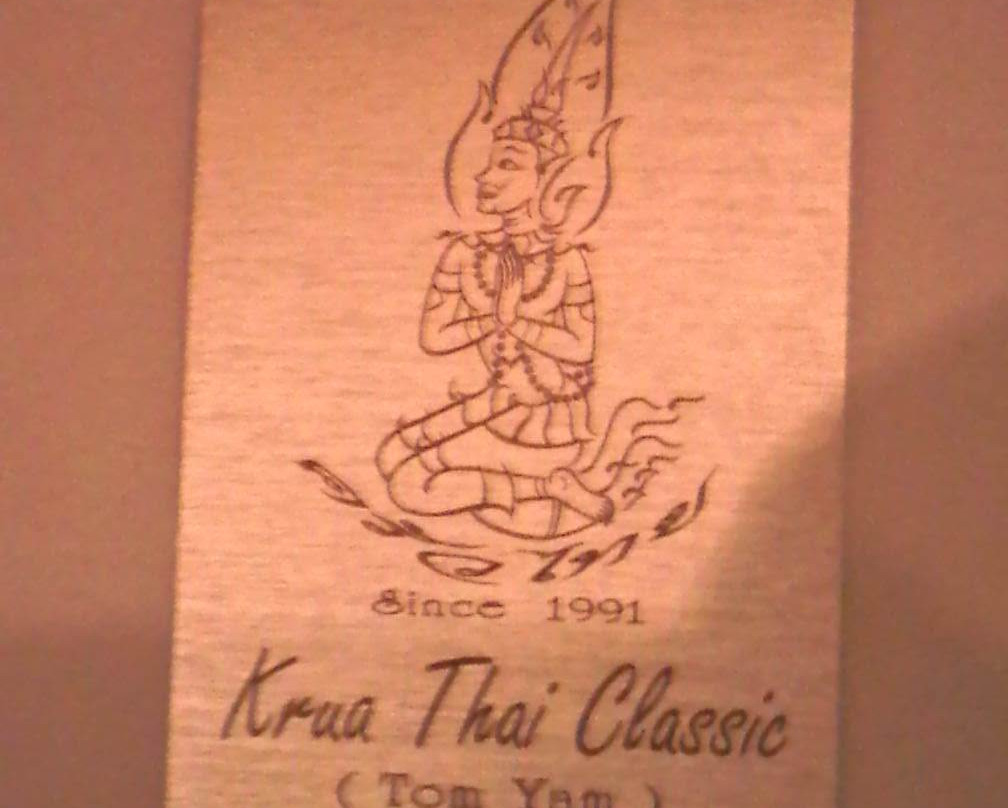 Since 1991
Krua Thai Classic
( Tom Yam )